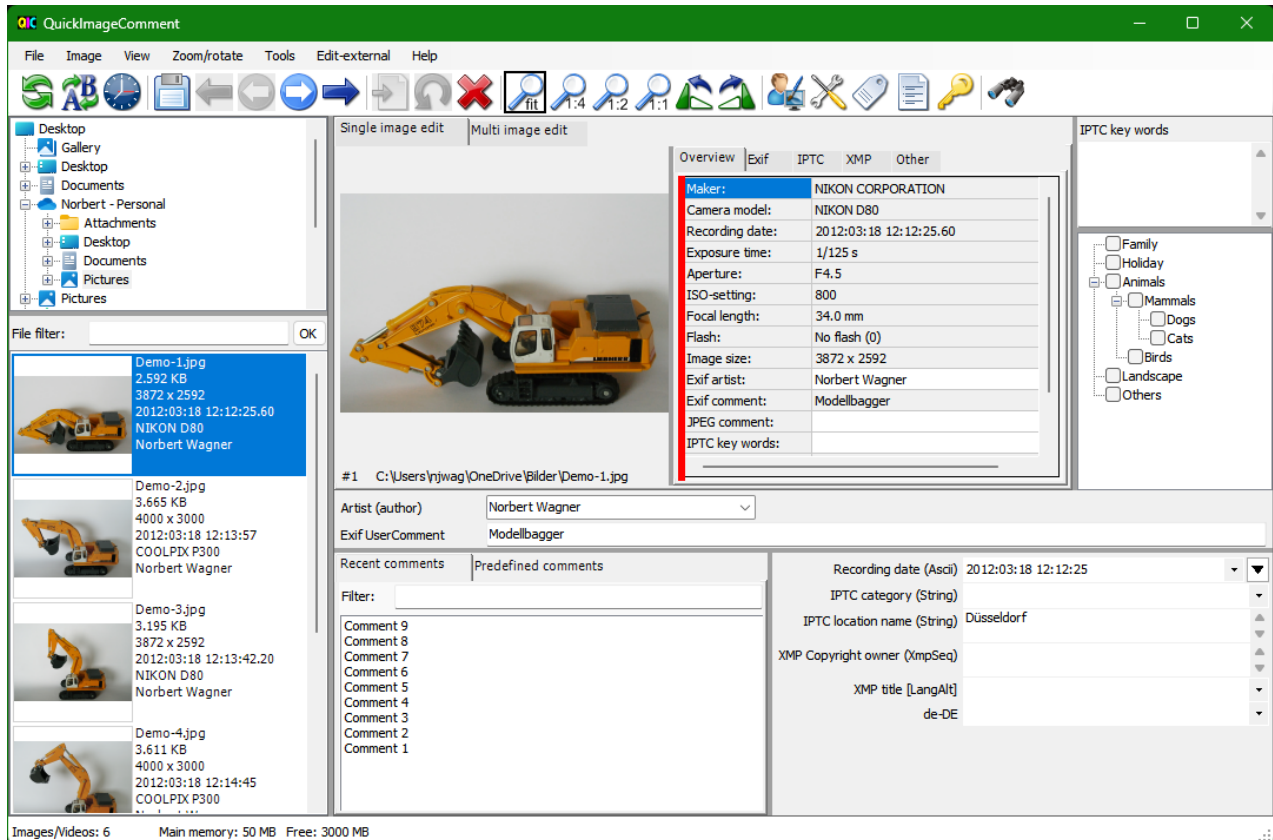 QIC QuickImageComment
File Image View Zoom/rotate Tools Edit-external Help
AB fit 1:4 1:2 1:1
Desktop
Gallery
Desktop
Documents
Norbert - Personal
Attachments
Desktop
Documents
Pictures
Pictures
File filter: OK
Demo-1.jpg
2.592 KB
3872 x 2592
2012:03:18 12:12:25.60
NIKON D80
Norbert Wagner
Demo-2.jpg
3.665 KB
4000 x 3000
2012:03:18 12:13:57
COOLPIX P300
Norbert Wagner
Demo-3.jpg
3.195 KB
3872 x 2592
2012:03:18 12:13:42.20
NIKON D80
Norbert Wagner
Demo-4.jpg
3.611 KB
4000 x 3000
2012:03:18 12:14:45
COOLPIX P300
Single image edit Multi image edit
LIEBHERR
#1 C:\Users\njwag\OneDrive\Bilder\Demo-1.jpg
Overview Exif IPTC XMP Other
Maker: NIKON CORPORATION
Camera model: NIKON D80
Recording date: 2012:03:18 12:12:25.60
Exposure time: 1/125 s
Aperture: F4.5
ISO-setting: 800
Focal length: 34.0 mm
Flash: No flash (0)
Image size: 3872 x 2592
Exif artist: Norbert Wagner
Exif comment: Modellbagger
JPEG comment:
IPTC key words:
IPTC key words
Family
Holiday
Animals
Mammals
Dogs
Cats
Birds
Landscape
Others
Artist (author) Norbert Wagner
Exif UserComment Modellbagger
Recent comments Predefined comments
Filter:
Comment 9
Comment 8
Comment 7
Comment 6
Comment 5
Comment 4
Comment 3
Comment 2
Comment 1
Recording date (Ascii) 2012:03:18 12:12:25
IPTC category (String)
IPTC location name (String) Düsseldorf
XMP Copyright owner (XmpSeq)
XMP title [LangAlt]
de-DE
Images/Videos: 6 Main memory: 50 MB Free: 3000 MB